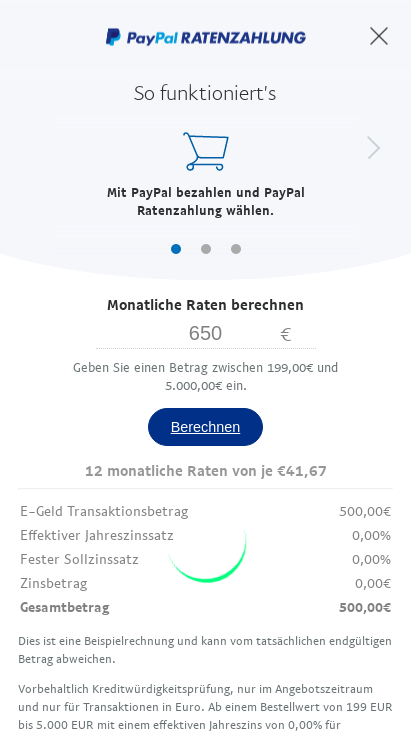 PayPal RATENZAHLUNG
So funktioniert's
Mit PayPal bezahlen und PayPal
Ratenzahlung wählen.
Monatliche Raten berechnen
650 €
Geben Sie einen Betrag zwischen 199,00€ und
5.000,00€ ein.
Berechnen
12 monatliche Raten von je €41,67
E-Geld Transaktionsbetrag 500,00€
Effektiver Jahreszinssatz 0,00%
Fester Sollzinssatz 0,00%
Zinsbetrag 0,00€
Gesamtbetrag 500,00€
Dies ist eine Beispielrechnung und kann vom tatsächlichen endgültigen
Betrag abweichen.
Vorbehaltlich Kreditwürdigkeitsprüfung, nur im Angebotszeitraum
und nur für Transaktionen in Euro. Ab einem Bestellwert von 199 EUR
bis 5.000 EUR mit einem effektiven Jahreszins von 0,00% für